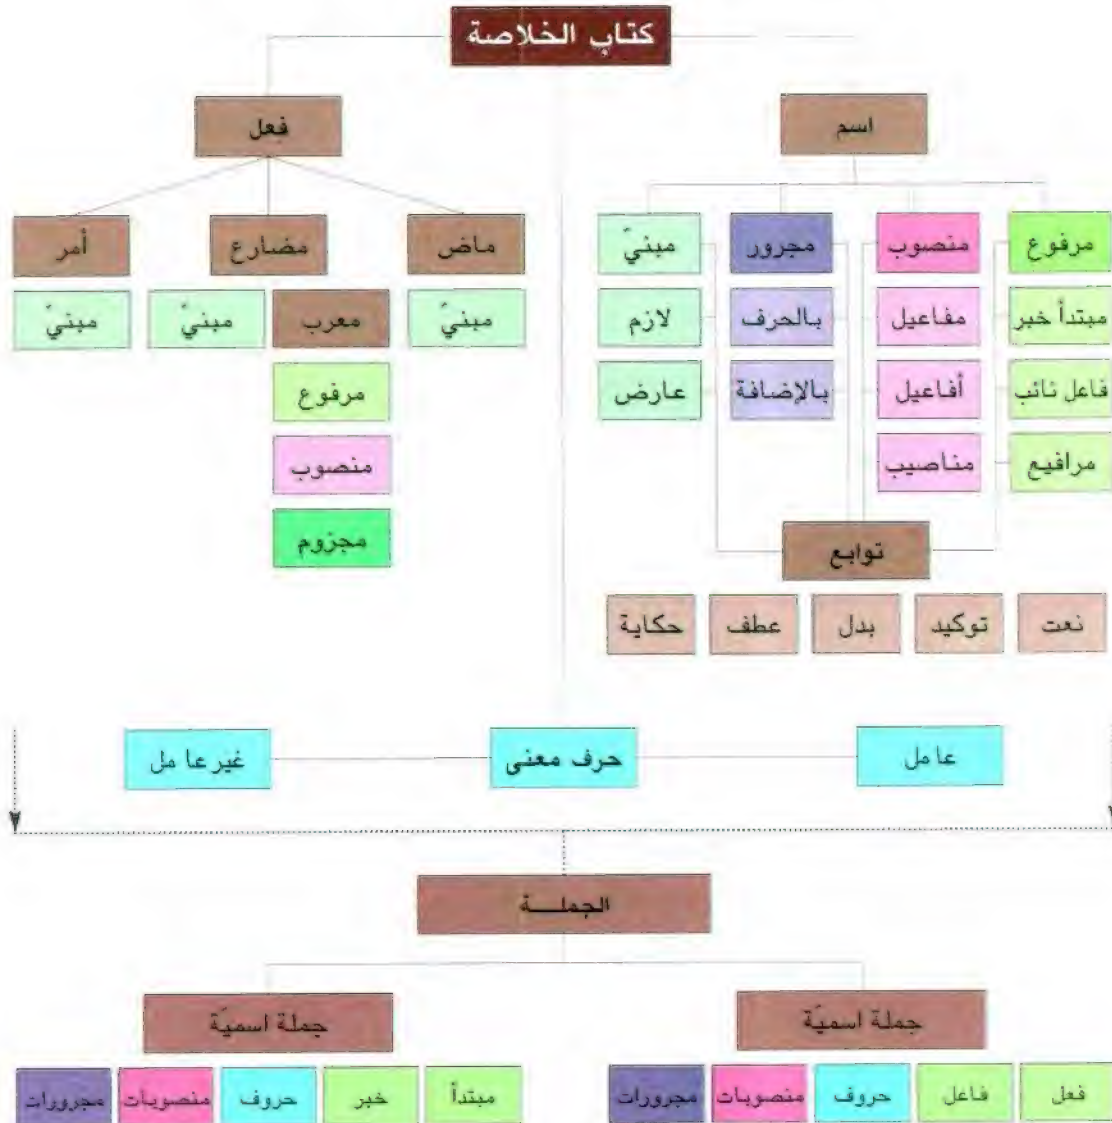 كتاب الخلاصة
اسم
فعل
مرفوع
منصوب
مجرور
مبنيّ
ماض
مضارع
أمر
مبتدأ خبر
مفاعيل
بالحرف
لازم
مبنيّ
معرب
مبنيّ
مبنيّ
فاعل نائب
أفاعيل
بالإضافة
عارض
مرفوع
مرافيع
مناصيب
منصوب
توابع
مجزوم
نعت
توكيد
بدل
عطف
حكاية
عامل
حرف معنى
غير عامل
الجملـــة
جملة اسميّة
جملة اسميّة
فعل
فاعل
حروف
منصوبات
مجرورات
مبتدأ
خبر
حروف
منصوبات
مجرورات